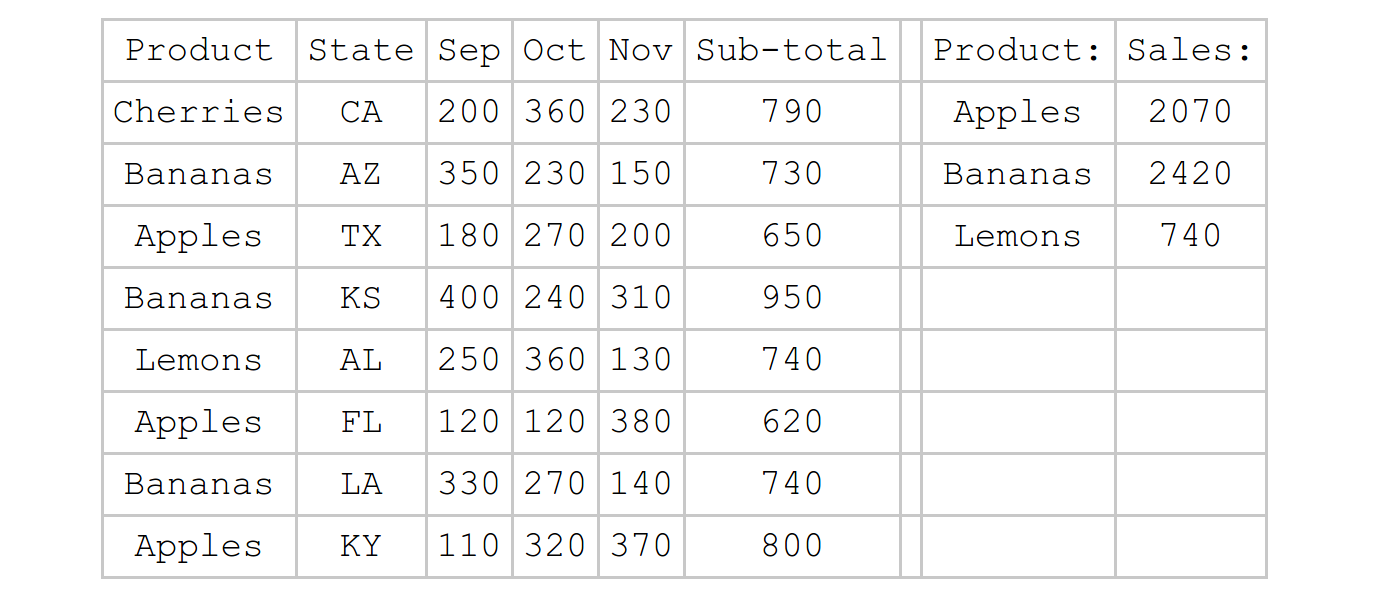 Product State Sep Oct Nov Sub-total Product: Sales:
Cherries CA 200 360 230 790 Apples 2070
Bananas AZ 350 230 150 730 Bananas 2420
Apples TX 180 270 200 650 Lemons 740
Bananas KS 400 240 310 950
Lemons AL 250 360 130 740
Apples FL 120 120 380 620
Bananas LA 330 270 140 740
Apples KY 110 320 370 800